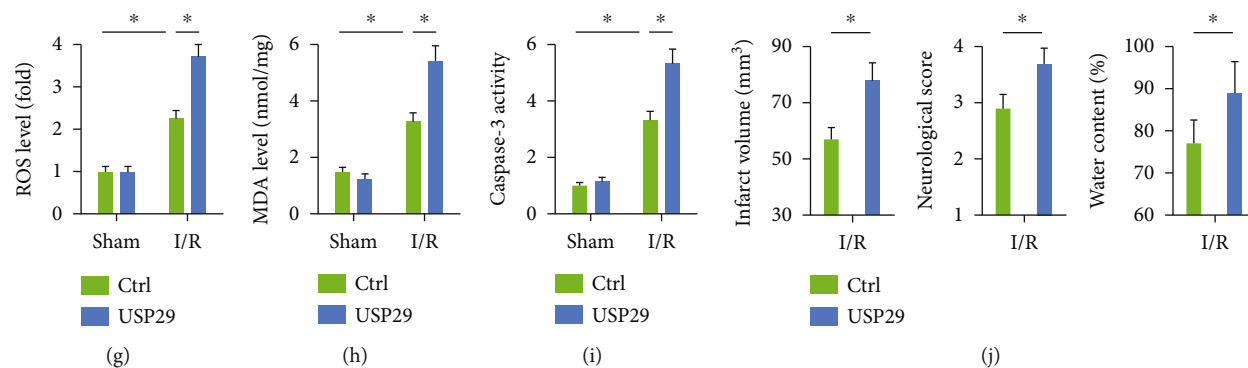 * *
ROS level (fold)
4
3
2
1
0
Sham I/R
Ctrl
USP29
(g)
* *
MDA level (nmol/mg)
6
4
2
0
Sham I/R
Ctrl
USP29
(h)
* *
Caspase-3 activity
6
4
2
0
Sham I/R
Ctrl
USP29
(i)
*
Infarct volume (mm³)
90
70
50
30
I/R
Ctrl
USP29
*
Neurological score
4
3
2
1
I/R
*
Water content (%)
100
90
80
70
60
I/R
(j)